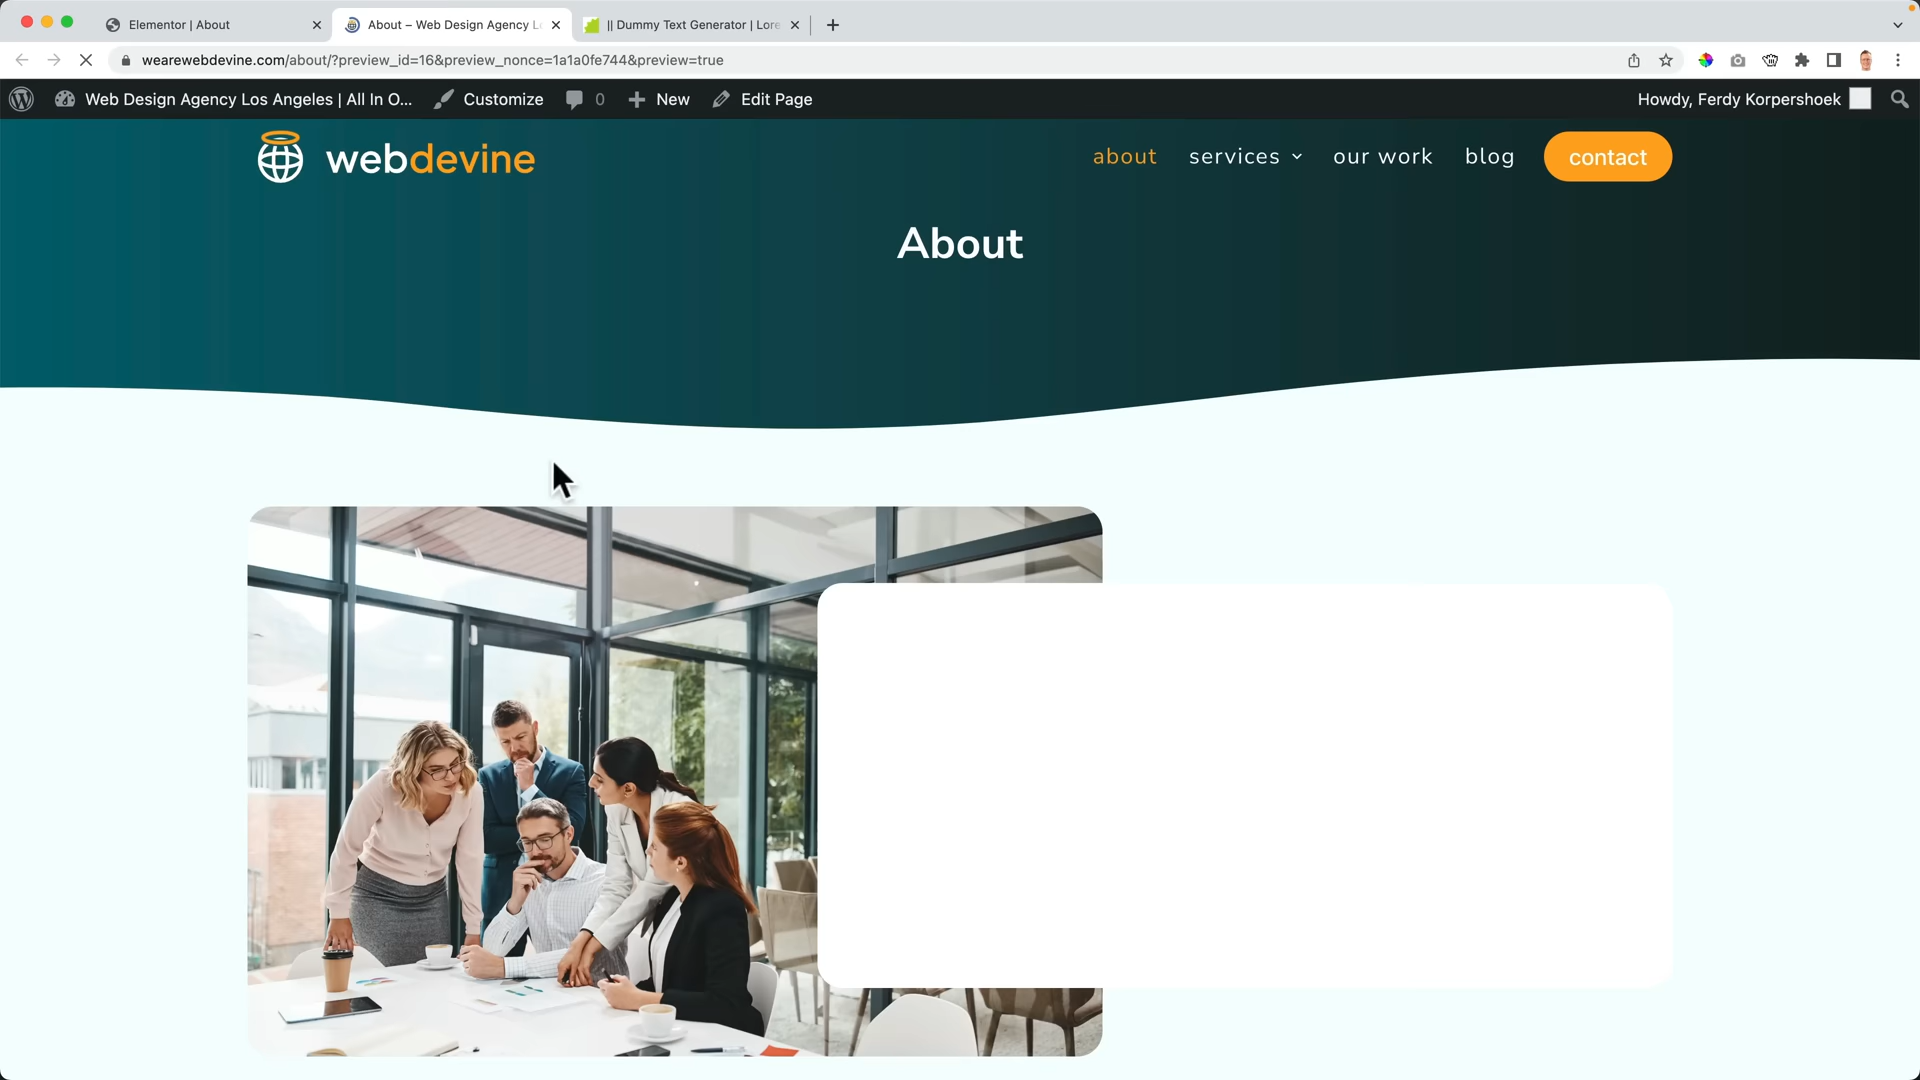 Elementor | About
About – Web Design Agency L
|| Dummy Text Generator | Lore
wearewebdevine.com/about/?preview_id=16&preview_nonce=1a1a0fe744&preview=true
Web Design Agency Los Angeles | All In O...
Customize
0
New
Edit Page
Howdy, Ferdy Korpershoek
webdevine
about
services
our work
blog
contact
About